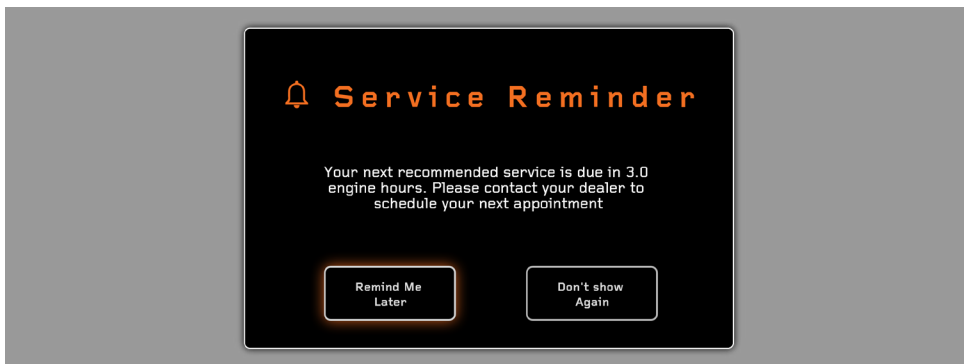 Service Reminder
Your next recommended service is due in 3.0
engine hours. Please contact your dealer to
schedule your next appointment
Remind Me
Later
Don't show
Again